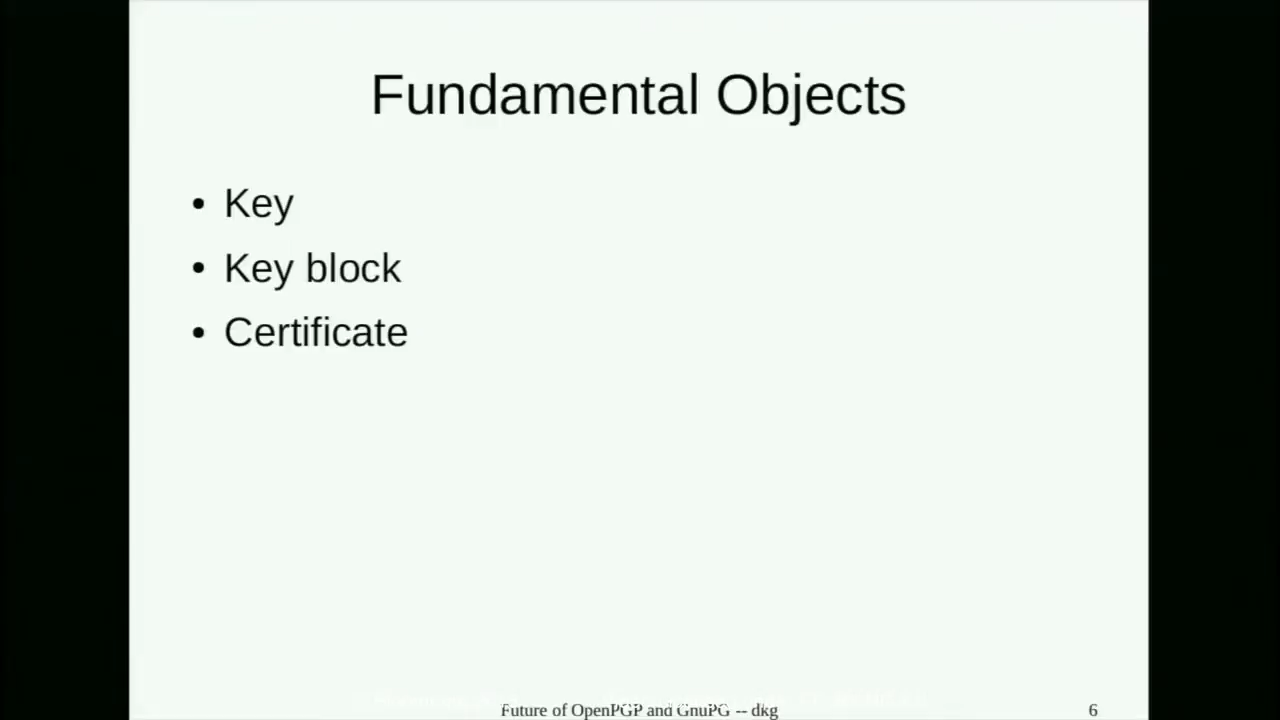 Fundamental Objects
• Key
• Key block
• Certificate
Future of OpenPGP and GnuPG -- dkg
6